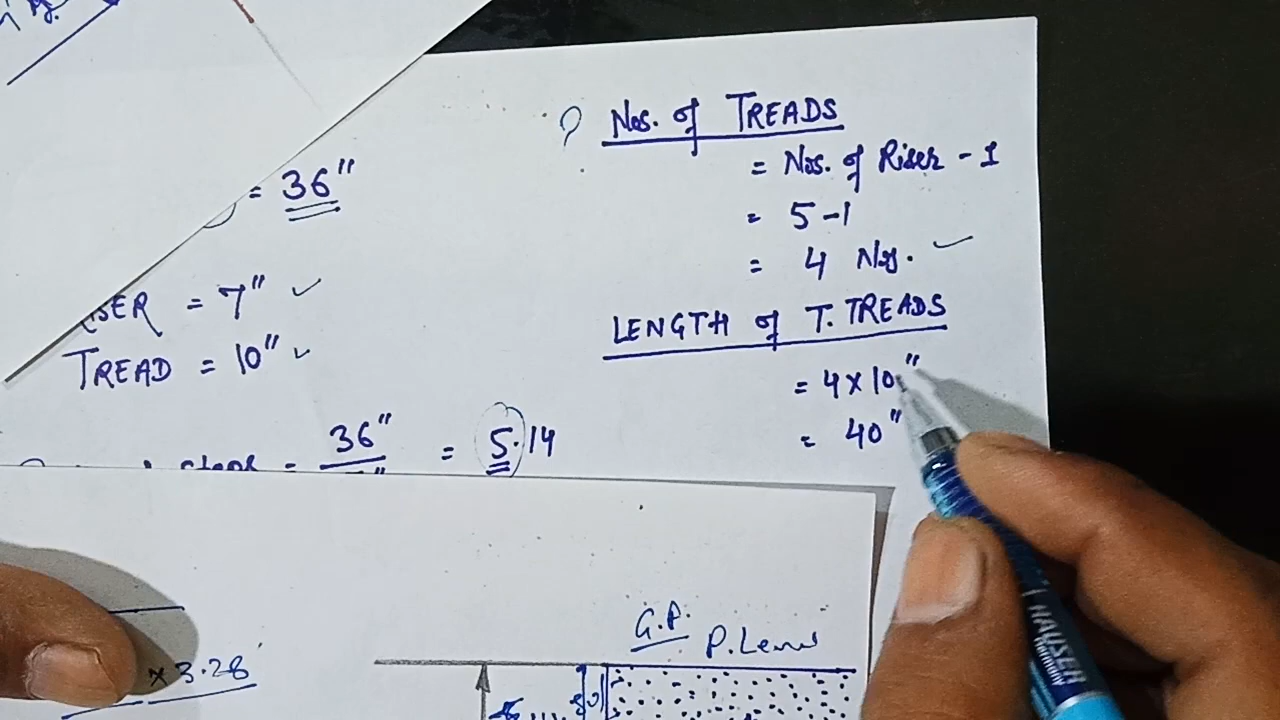 = 36"
RISER = 7"
TREAD = 10"
36" = 5.14
Nos. of TREADS
= Nos. of Riser - 1
= 5-1
= 4 Nos.
LENGTH of T. TREADS
= 4 x 10"
= 40"
x 3.28'
G.P.
HAUSER
Germany